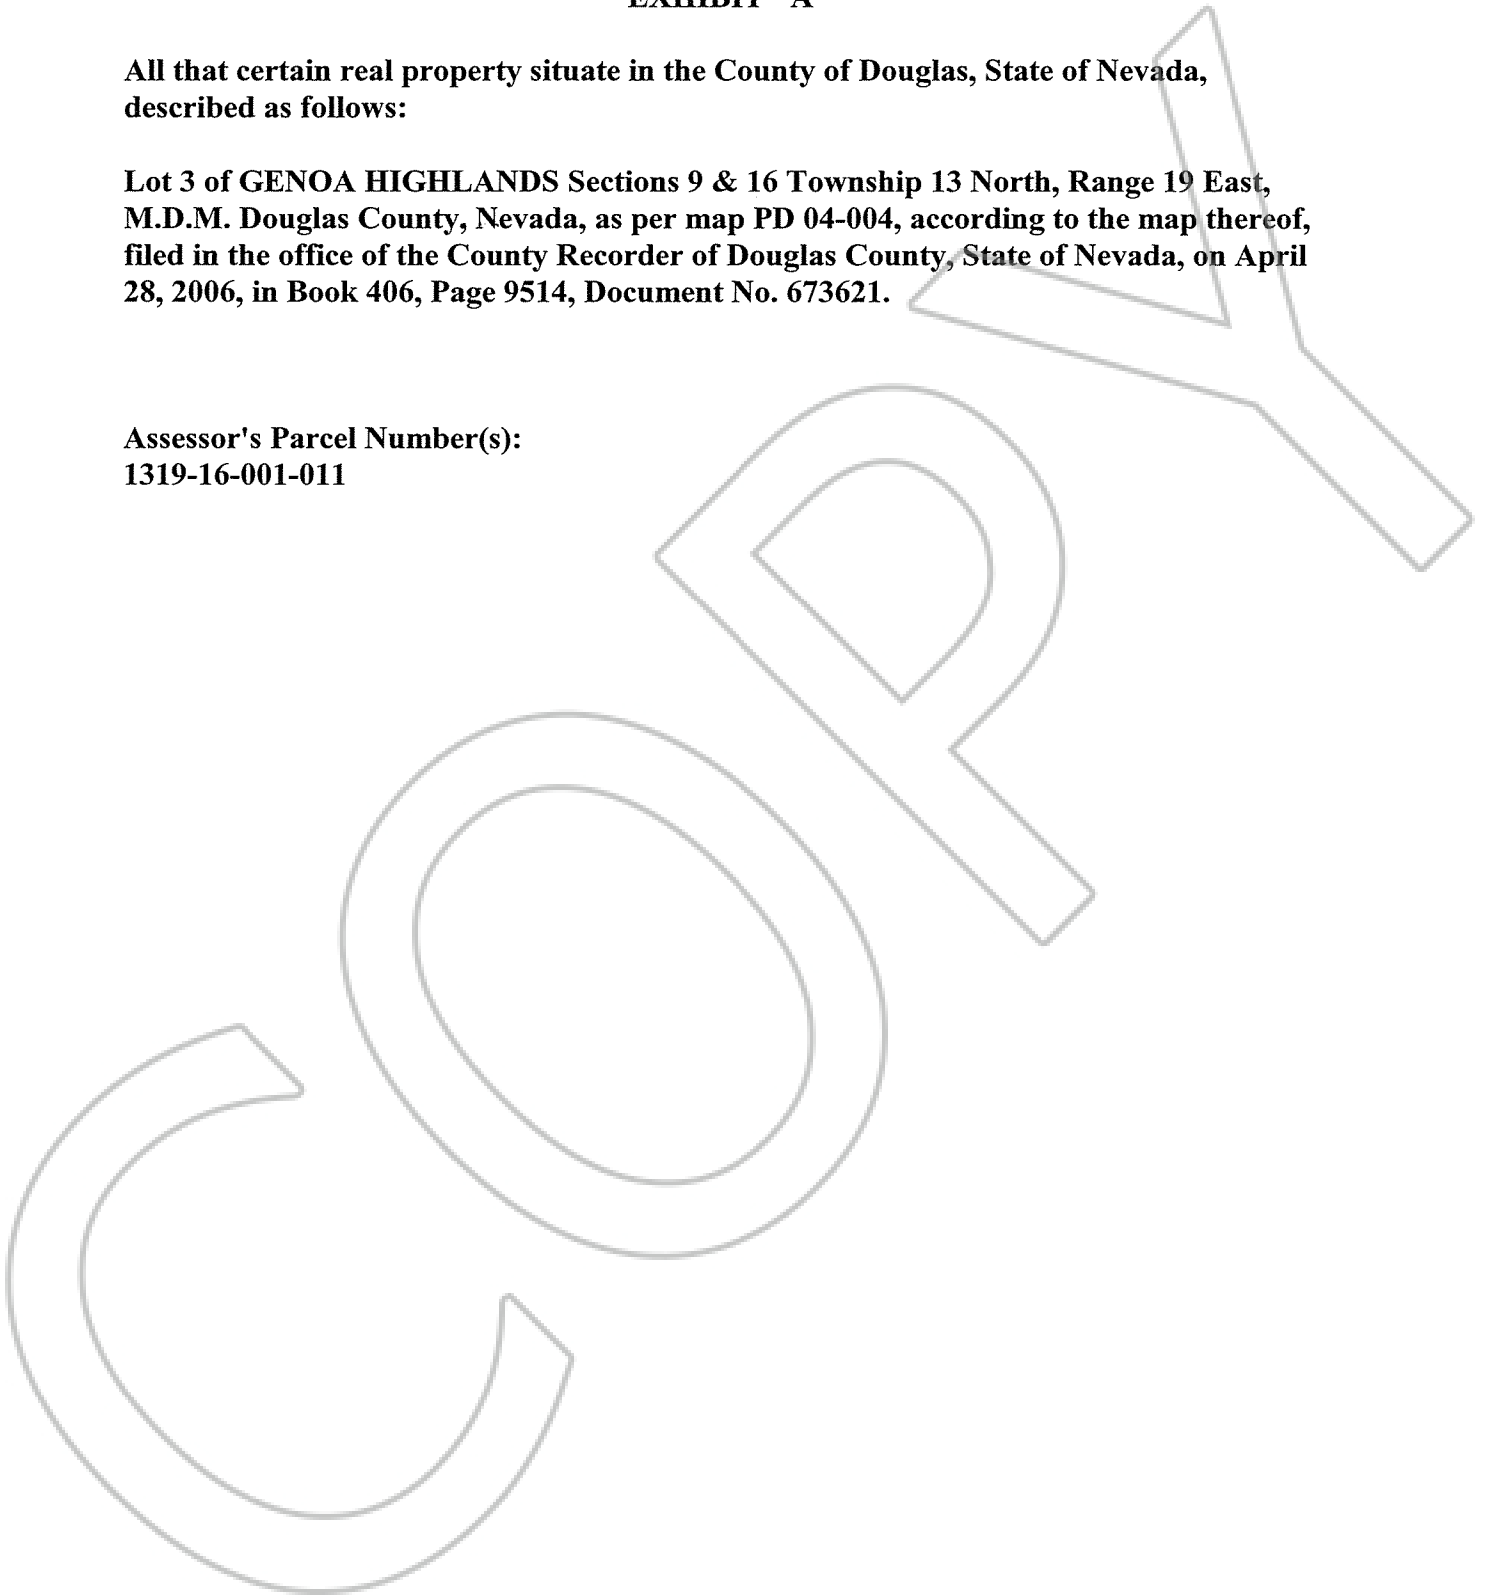 EXHIBIT "A"
All that certain real property situate in the County of Douglas, State of Nevada,
described as follows:
Lot 3 of GENOA HIGHLANDS Sections 9 & 16 Township 13 North, Range 19 East,
M.D.M. Douglas County, Nevada, as per map PD 04-004, according to the map thereof,
filed in the office of the County Recorder of Douglas County, State of Nevada, on April
28, 2006, in Book 406, Page 9514, Document No. 673621.
Assessor's Parcel Number(s):
1319-16-001-011
COPY